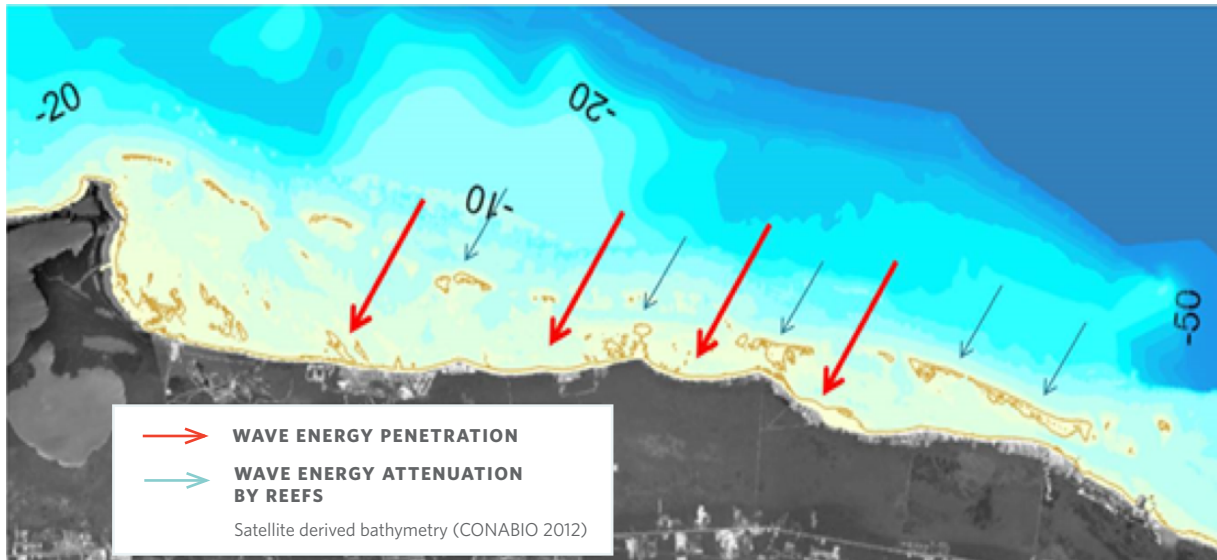 -20
-20
-10
-50
WAVE ENERGY PENETRATION
WAVE ENERGY ATTENUATION
BY REEFS
Satellite derived bathymetry (CONABIO 2012)